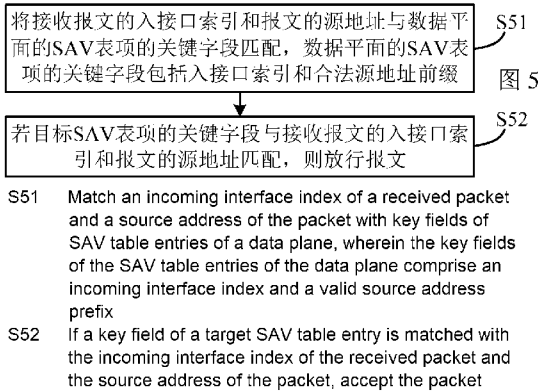 将接收报文的入接口索引和报文的源地址与数据平
面的SAV表项的关键字段匹配，数据平面的SAV表
项的关键字段包括入接口索引和合法源地址前缀
S51
图 5
若目标SAV表项的关键字段与接收报文的入接口索
引和报文的源地址匹配，则放行报文
S52
S51 Match an incoming interface index of a received packet
and a source address of the packet with key fields of
SAV table entries of a data plane, wherein the key fields
of the SAV table entries of the data plane comprise an
incoming interface index and a valid source address
prefix
S52 If a key field of a target SAV table entry is matched with
the incoming interface index of the received packet and
the source address of the packet, accept the packet